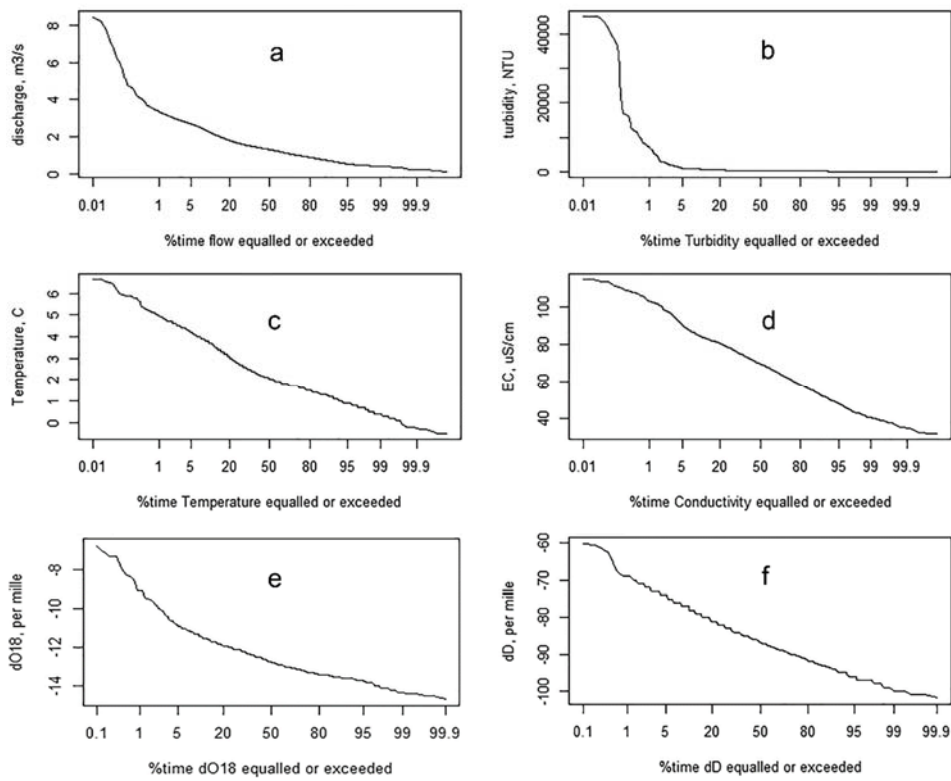 a
discharge, m3/s
8
6
4
2
0
0.01 1 5 20 50 80 95 99 99.9
%time flow equalled or exceeded
b
turbidity, NTU
40000
20000
0
0.01 1 5 20 50 80 95 99 99.9
%time Turbidity equalled or exceeded
c
Temperature, C
6
5
4
3
2
1
0
0.01 1 5 20 50 80 95 99 99.9
%time Temperature equalled or exceeded
d
EC, uS/cm
100
80
60
40
0.01 1 5 20 50 80 95 99 99.9
%time Conductivity equalled or exceeded
e
dO18, per mille
-8
-10
-12
-14
0.1 1 5 20 50 80 95 99 99.9
%time dO18 equalled or exceeded
f
dD, per mille
-60
-70
-80
-90
-100
0.1 1 5 20 50 80 95 99 99.9
%time dD equalled or exceeded